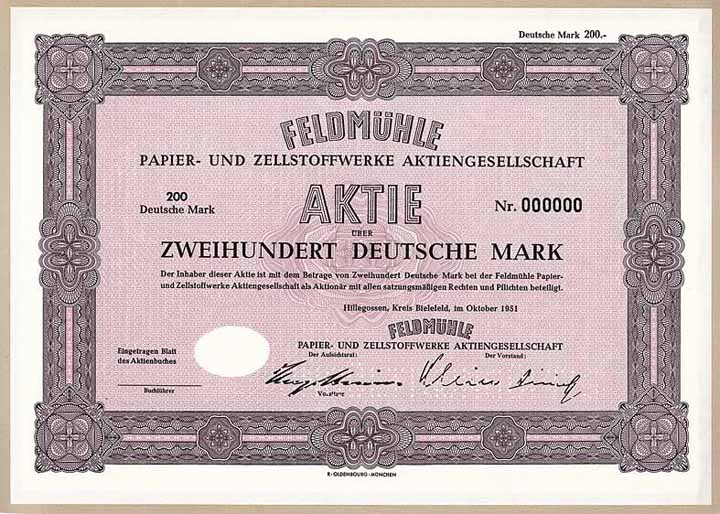 Deutsche Mark 200.-
FELDMÜHLE
PAPIER- UND ZELLSTOFFWERKE AKTIENGESELLSCHAFT
200
Deutsche Mark
AKTIE
Nr. 000000
ÜBER
ZWEIHUNDERT DEUTSCHE MARK
Der Inhaber dieser Aktie ist mit dem Betrage von Zweihundert Deutsche Mark bei der Feldmühle Papier-
und Zellstoffwerke Aktiengesellschaft als Aktionär mit allen satzungsmäßigen Rechten und Pflichten beteiligt.
Hillegossen, Kreis Bielefeld, im Oktober 1951
FELDMÜHLE
PAPIER- UND ZELLSTOFFWERKE AKTIENGESELLSCHAFT
Eingetragen Blatt
des Aktienbuches
Der Aufsichtsrat:
Der Vorstand:
Buchführer
R·OLDENBOURG·MÜNCHEN